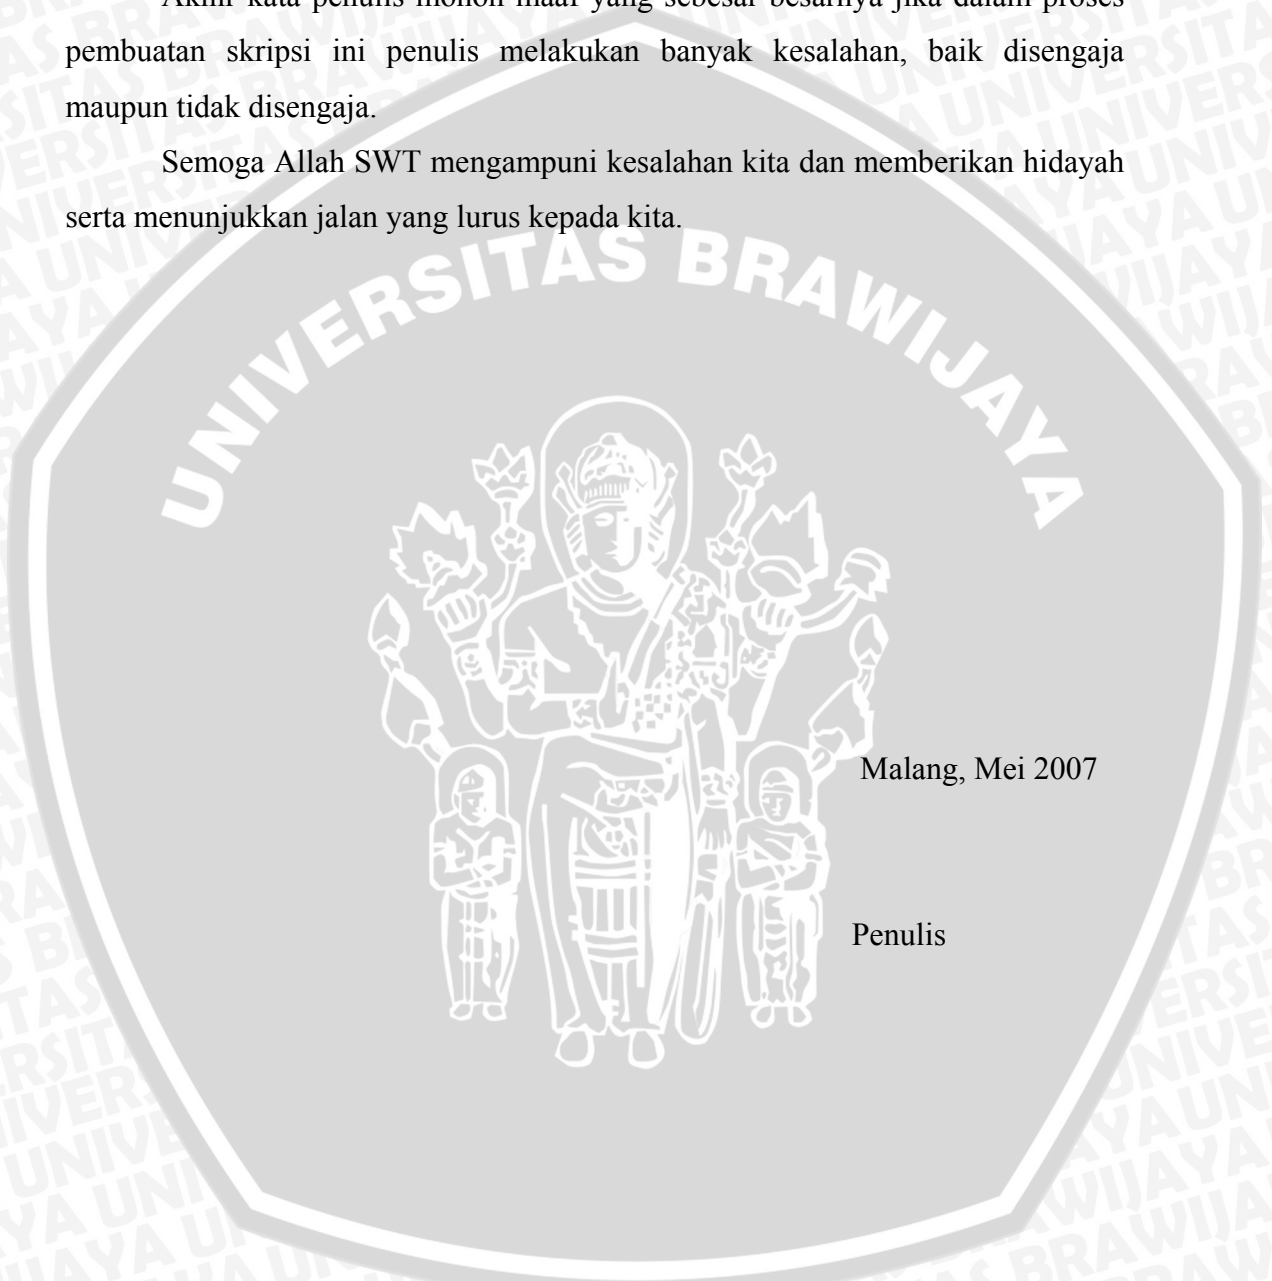 Akhir kata penulis mohon maaf yang sebesar besarnya jika dalam proses
pembuatan skripsi ini penulis melakukan banyak kesalahan, baik disengaja
maupun tidak disengaja.
Semoga Allah SWT mengampuni kesalahan kita dan memberikan hidayah
serta menunjukkan jalan yang lurus kepada kita.
UNIVERSITAS BRAWIJAYA
Malang, Mei 2007
Penulis